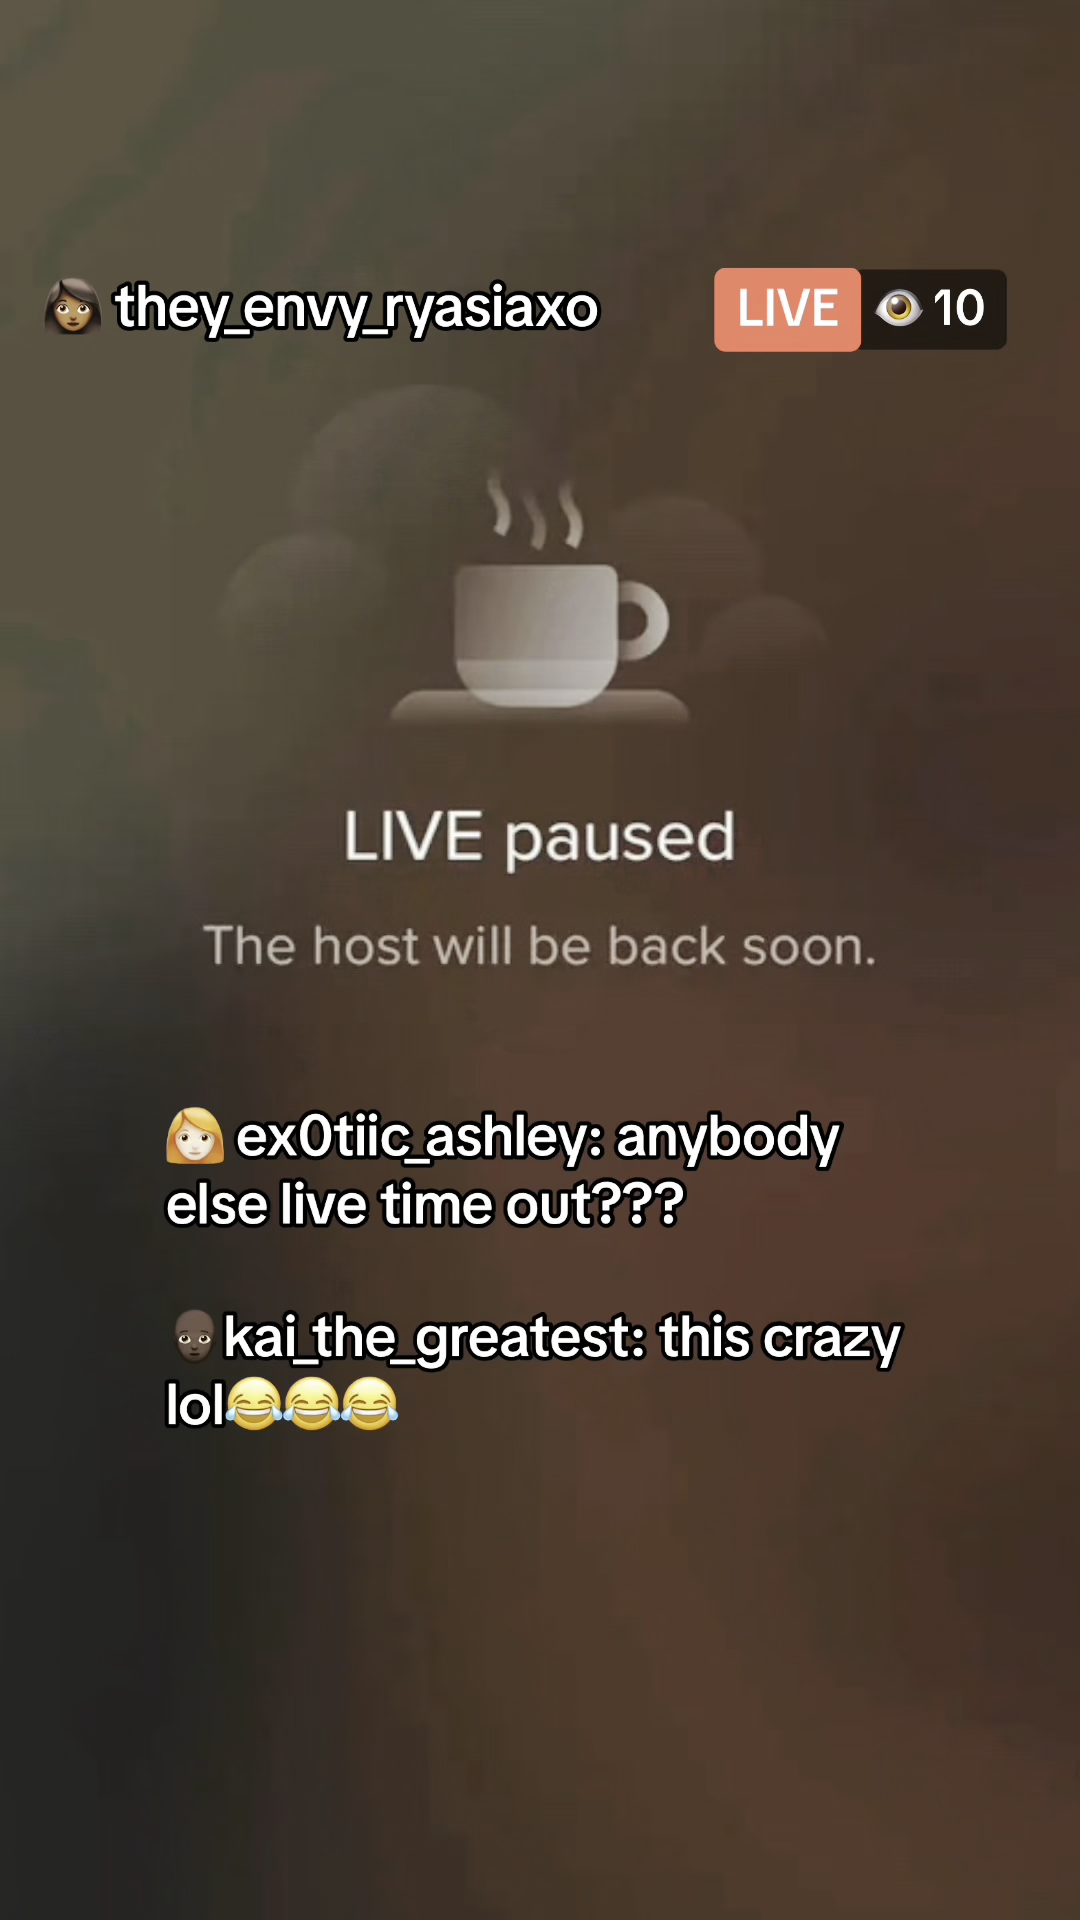 👩🏾 they_envy_ryasiaxo
LIVE 👁️ 10
LIVE paused
The host will be back soon.
👩🏼 ex0tiic_ashley: anybody
else live time out???
👨🏿‍🦲kai_the_greatest: this crazy
lol😂😂😂